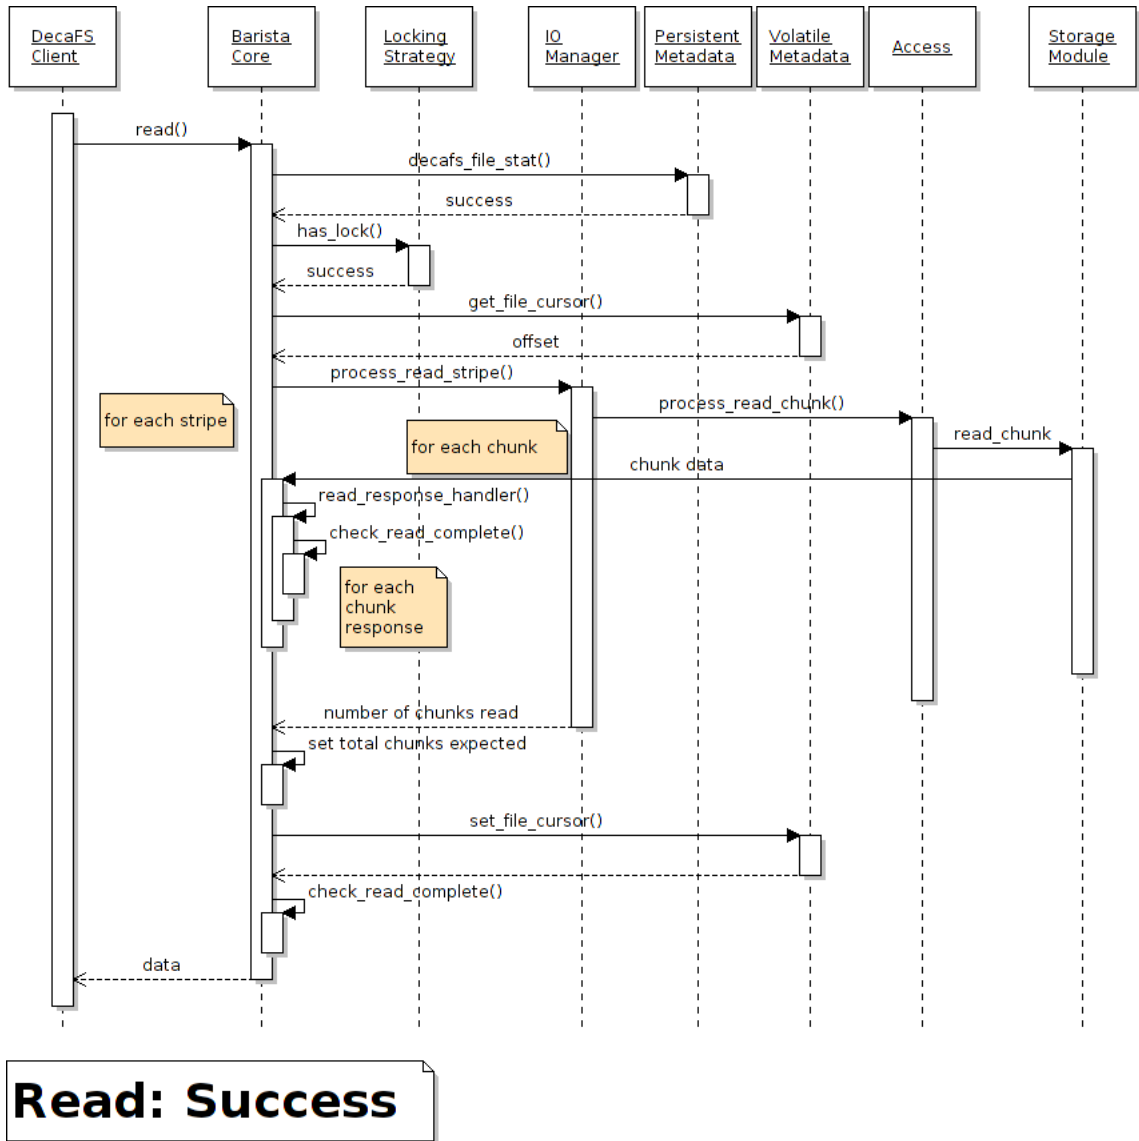 DecaFS
Client
Barista
Core
Locking
Strategy
IO
Manager
Persistent
Metadata
Volatile
Metadata
Access
Storage
Module
read()
decafs_file_stat()
success
has_lock()
success
get_file_cursor()
offset
process_read_stripe()
for each stripe
process_read_chunk()
for each chunk
read_chunk
chunk data
read_response_handler()
check_read_complete()
for each
chunk
response
number of chunks read
set total chunks expected
set_file_cursor()
check_read_complete()
data
Read: Success